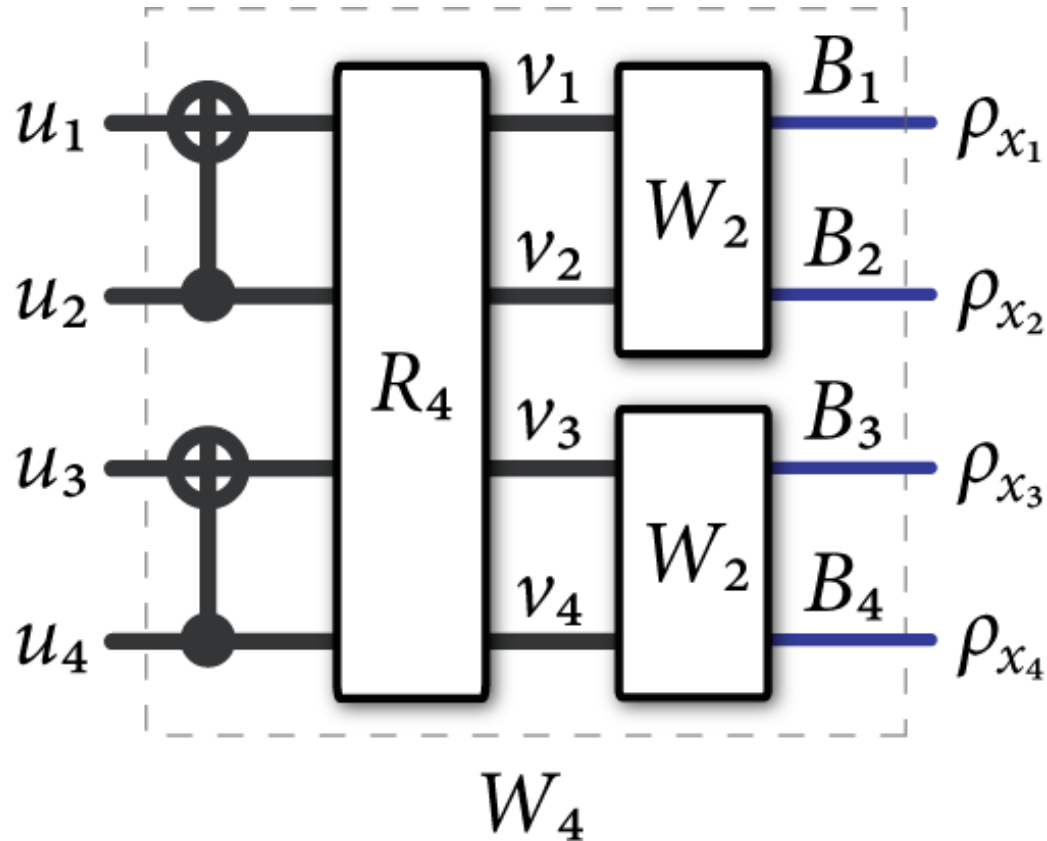 u₁ v₁ B₁ ρₓ₁
W₂
u₂ v₂ B₂ ρₓ₂
R₄
u₃ v₃ B₃ ρₓ₃
W₂
u₄ v₄ B₄ ρₓ₄
W₄